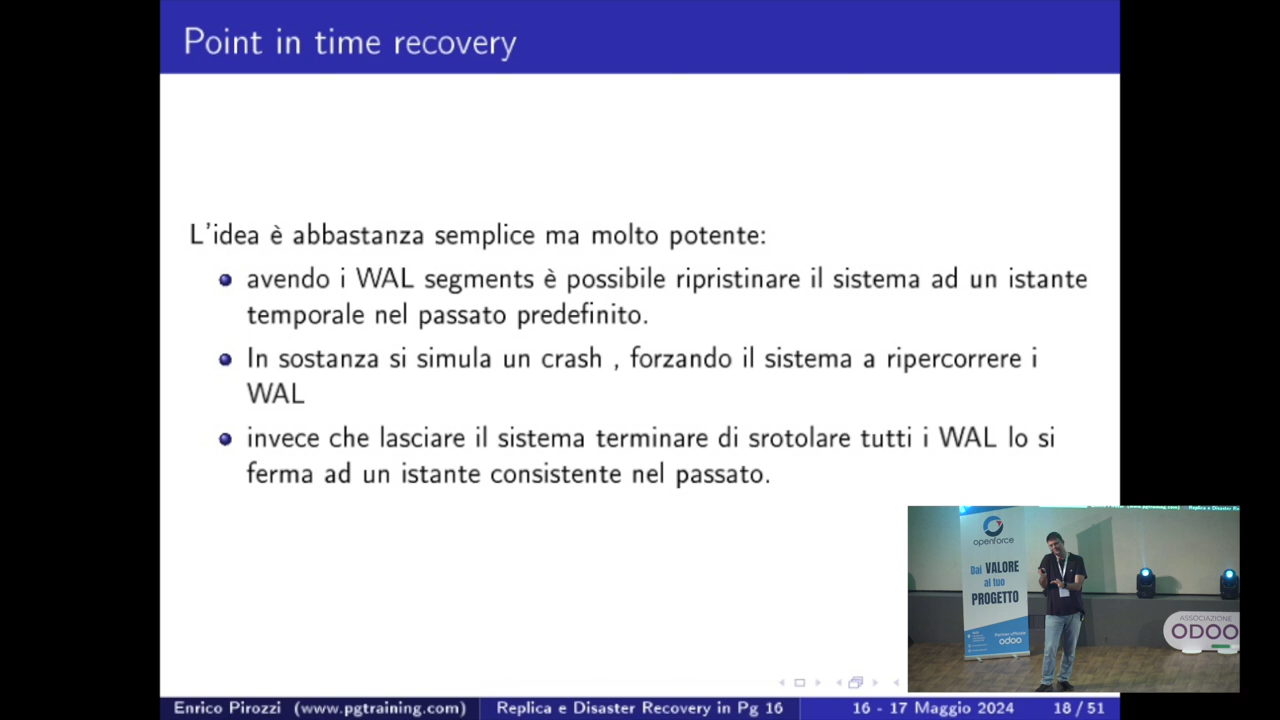 Point in time recovery
L'idea è abbastanza semplice ma molto potente:
avendo i WAL segments è possibile ripristinare il sistema ad un istante
temporale nel passato predefinito.
In sostanza si simula un crash , forzando il sistema a ripercorrere i
WAL
invece che lasciare il sistema terminare di srotolare tutti i WAL lo si
ferma ad un istante consistente nel passato.
openforce
Dai VALORE
al tuo
PROGETTO
Partner ufficiale
odoo
ASSOCIAZIONE
ODOO
Enrico Pirozzi (www.pgtraining.com) Replica e Disaster Recovery in Pg 16 16 - 17 Maggio 2024 18 / 51